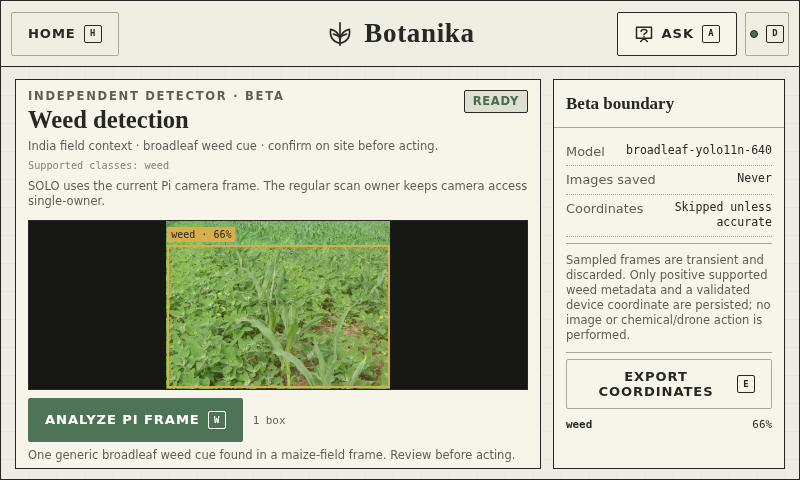 HOME H
Botanika
ASK A
D
INDEPENDENT DETECTOR · BETA
READY
Weed detection
India field context · broadleaf weed cue · confirm on site before acting.
Supported classes: weed
SOLO uses the current Pi camera frame. The regular scan owner keeps camera access
single-owner.
weed · 66%
ANALYZE PI FRAME W
1 box
One generic broadleaf weed cue found in a maize-field frame. Review before acting.
Beta boundary
Model broadleaf-yolo11n-640
Images saved Never
Coordinates Skipped unless
accurate
Sampled frames are transient and
discarded. Only positive supported
weed metadata and a validated
device coordinate are persisted; no
image or chemical/drone action is
performed.
EXPORT
COORDINATES E
weed 66%